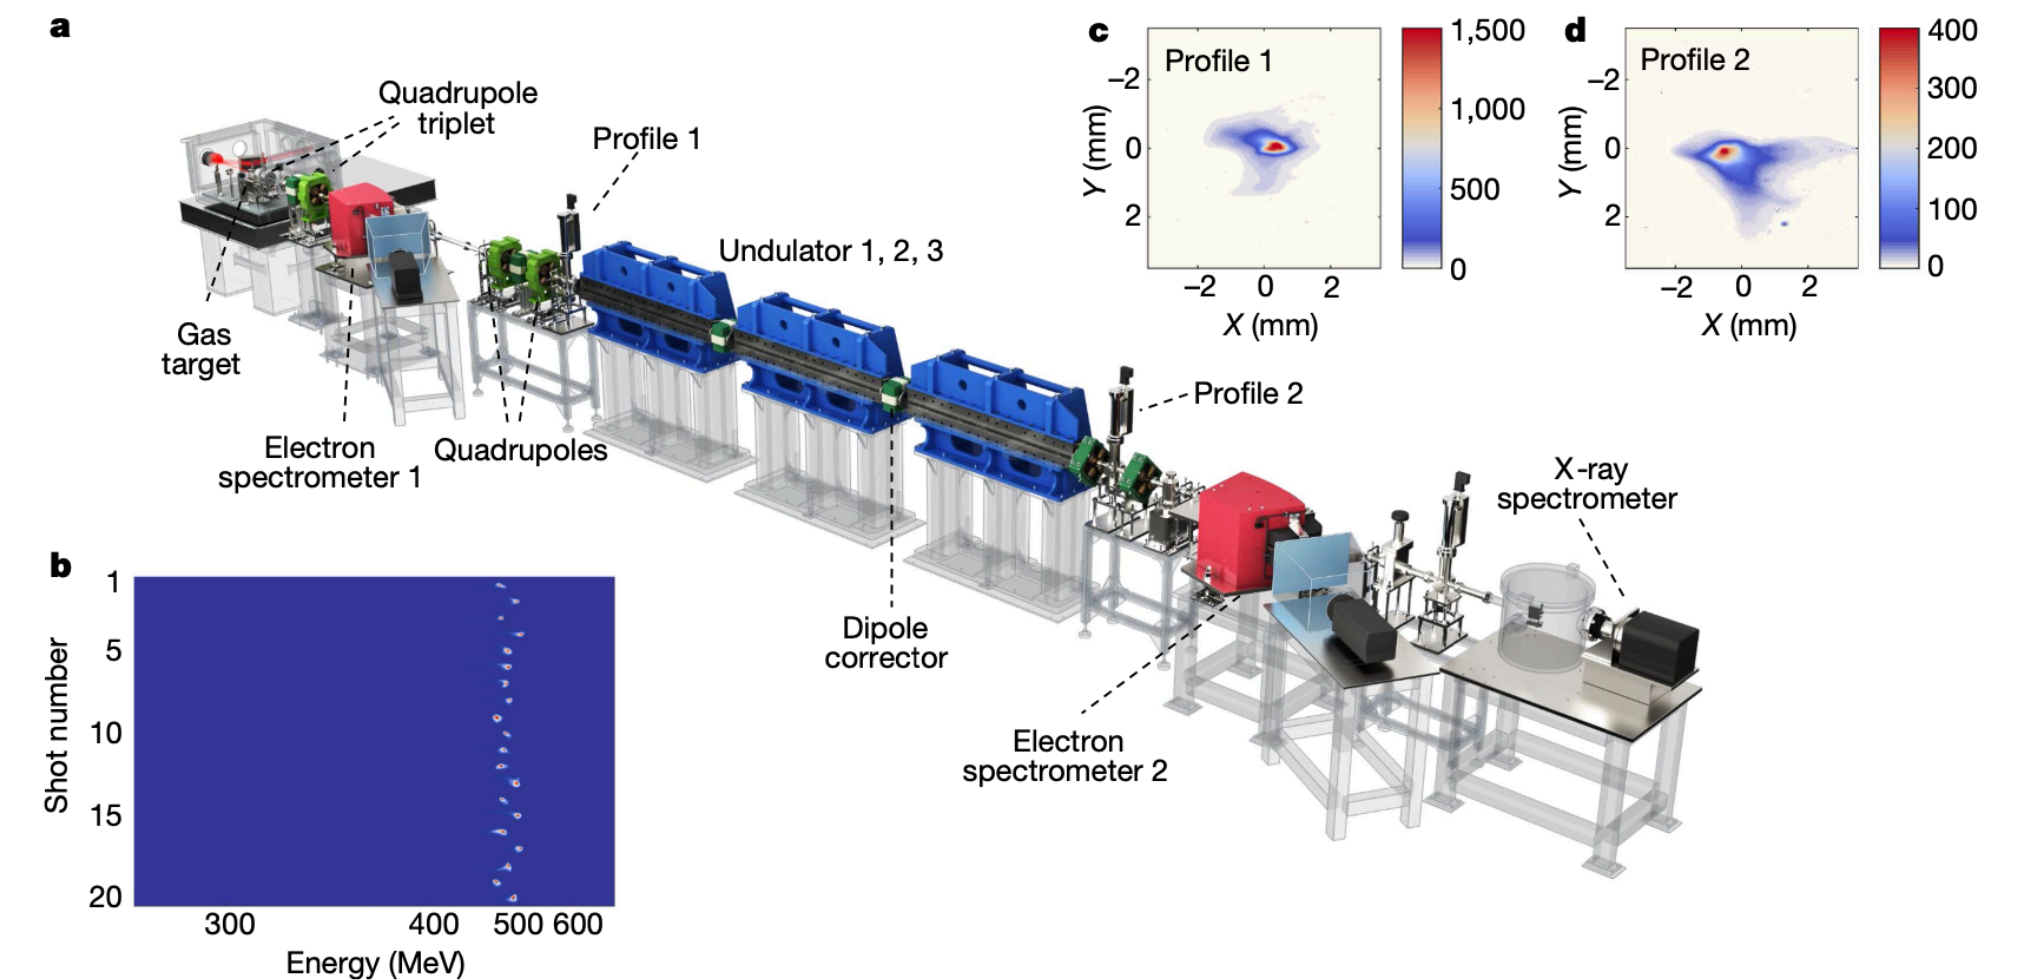 a
Quadrupole
triplet
Profile 1
Undulator 1, 2, 3
Gas
target
Electron
spectrometer 1
Quadrupoles
Profile 2
Dipole
corrector
Electron
spectrometer 2
X-ray
spectrometer
b
Shot number
1
5
10
15
20
300 400 500 600
Energy (MeV)
c
Profile 1
Y (mm)
−2
0
2
−2 0 2
X (mm)
1,500
1,000
500
0
d
Profile 2
Y (mm)
−2
0
2
−2 0 2
X (mm)
400
300
200
100
0